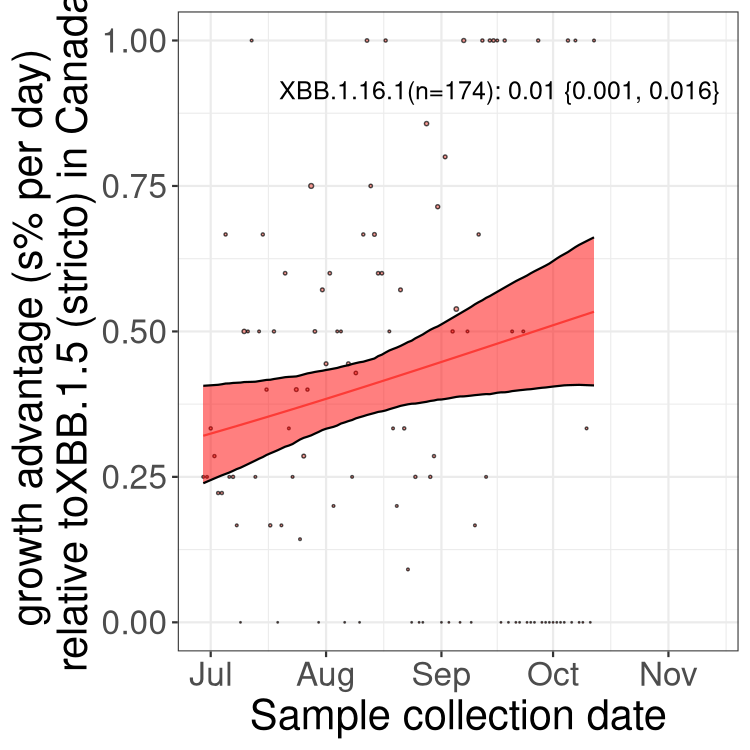 growth advantage (s% per day)
relative toXBB.1.5 (stricto) in Canada
1.00
XBB.1.16.1(n=174): 0.01 {0.001, 0.016}
0.75
0.50
0.25
0.00
Jul Aug Sep Oct Nov
Sample collection date